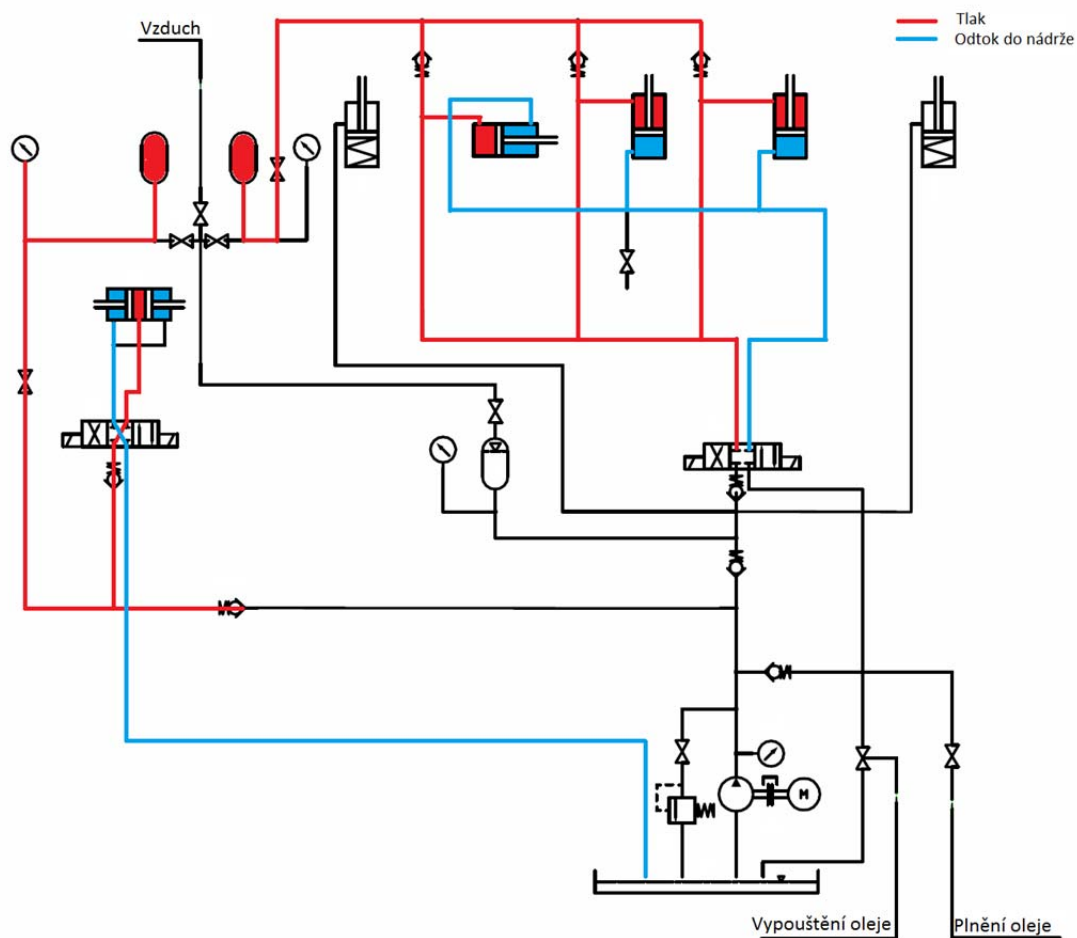 Vzduch
Tlak
Odtok do nádrže
M
Vypouštění oleje
Plnění oleje